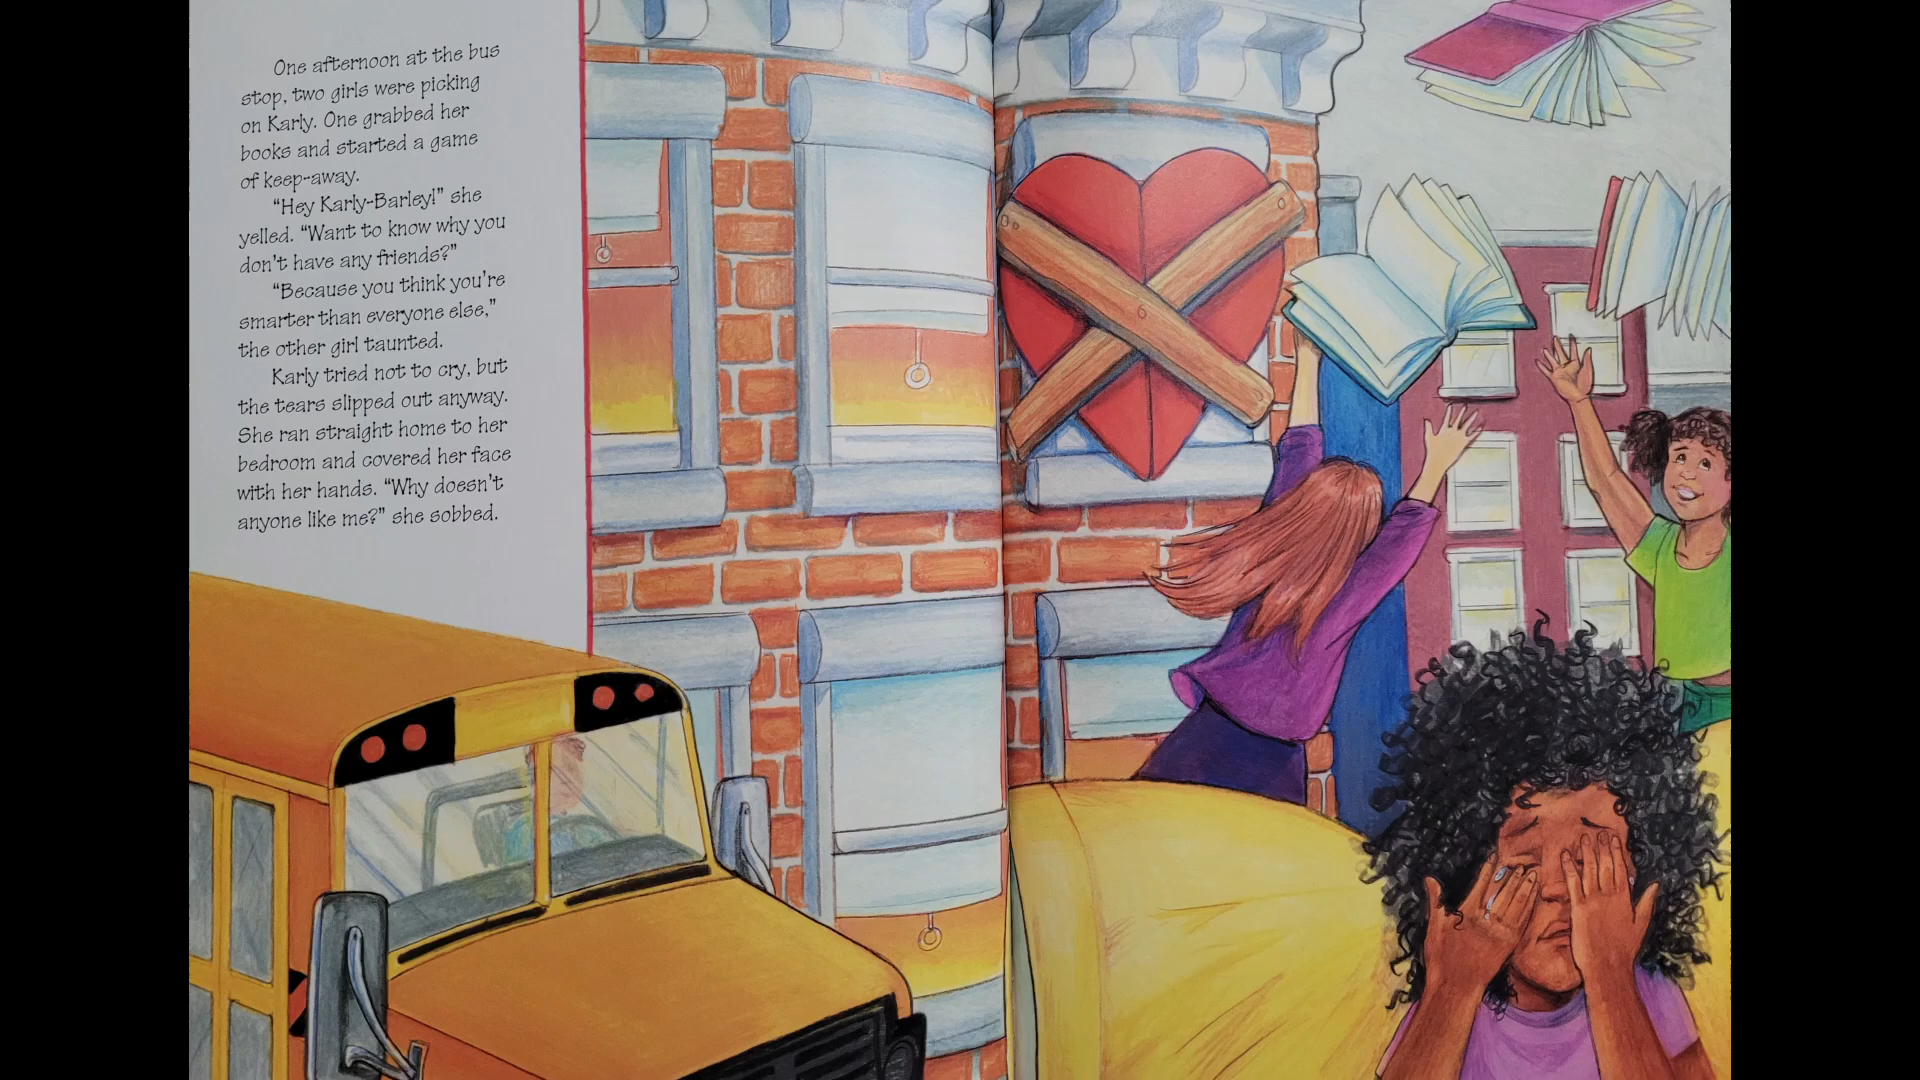 One afternoon at the bus
stop, two girls were picking
on Karly. One grabbed her
books and started a game
of keep-away.
“Hey Karly-Barley!” she
yelled. “Want to know why you
don’t have any friends?”
“Because you think you’re
smarter than everyone else,”
the other girl taunted.
Karly tried not to cry, but
the tears slipped out anyway.
She ran straight home to her
bedroom and covered her face
with her hands. “Why doesn’t
anyone like me?” she sobbed.